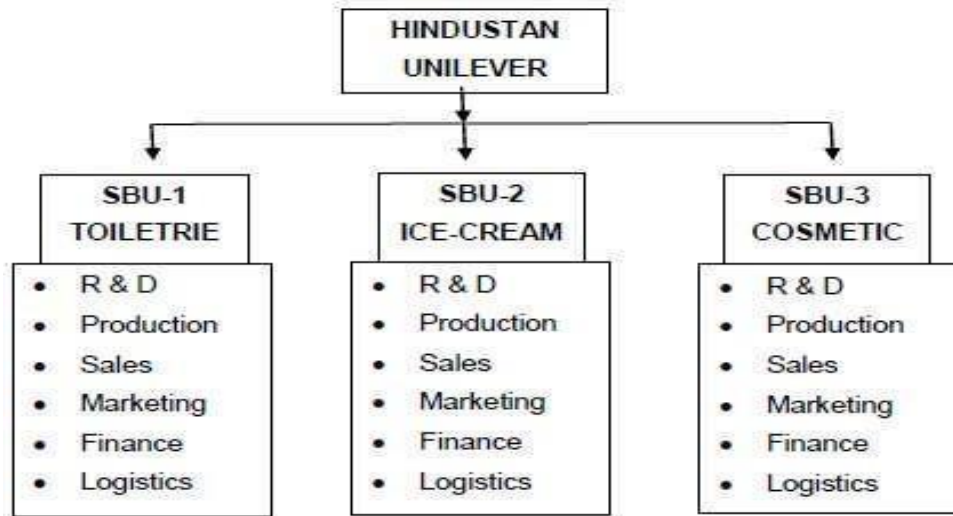 HINDUSTAN
UNILEVER
SBU-1
TOILETRIE
SBU-2
ICE-CREAM
SBU-3
COSMETIC
• R & D
• Production
• Sales
• Marketing
• Finance
• Logistics
• R & D
• Production
• Sales
• Marketing
• Finance
• Logistics
• R & D
• Production
• Sales
• Marketing
• Finance
• Logistics